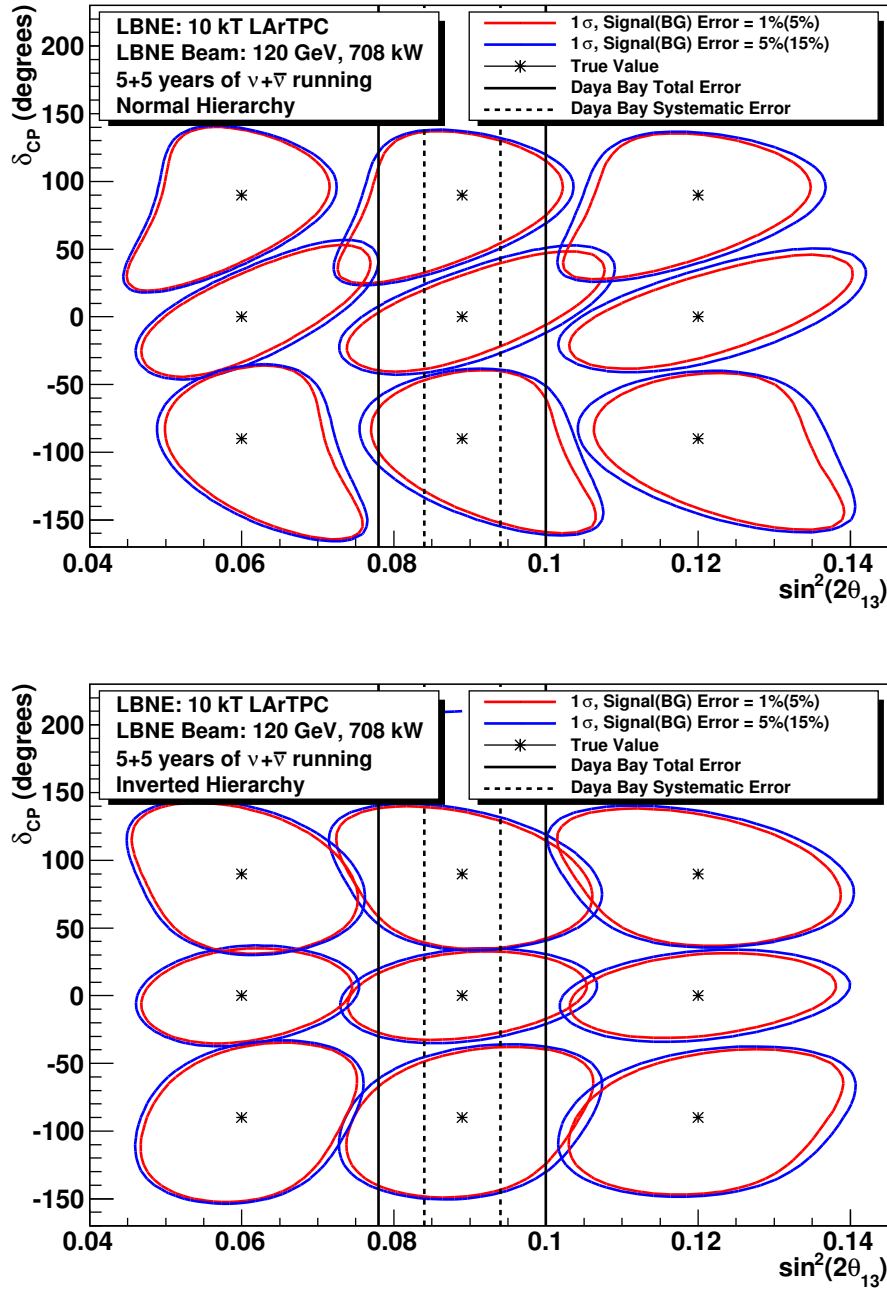 LBNE: 10 kT LArTPC
LBNE Beam: 120 GeV, 708 kW
5+5 years of ν+ν̅ running
Normal Hierarchy
1σ, Signal(BG) Error = 1%(5%)
1σ, Signal(BG) Error = 5%(15%)
True Value
Daya Bay Total Error
Daya Bay Systematic Error
δCP (degrees)
200
150
100
50
0
-50
-100
-150
0.04 0.06 0.08 0.1 0.12 0.14
sin²(2θ₁₃)
LBNE: 10 kT LArTPC
LBNE Beam: 120 GeV, 708 kW
5+5 years of ν+ν̅ running
Inverted Hierarchy
1σ, Signal(BG) Error = 1%(5%)
1σ, Signal(BG) Error = 5%(15%)
True Value
Daya Bay Total Error
Daya Bay Systematic Error
δCP (degrees)
200
150
100
50
0
-50
-100
-150
0.04 0.06 0.08 0.1 0.12 0.14
sin²(2θ₁₃)